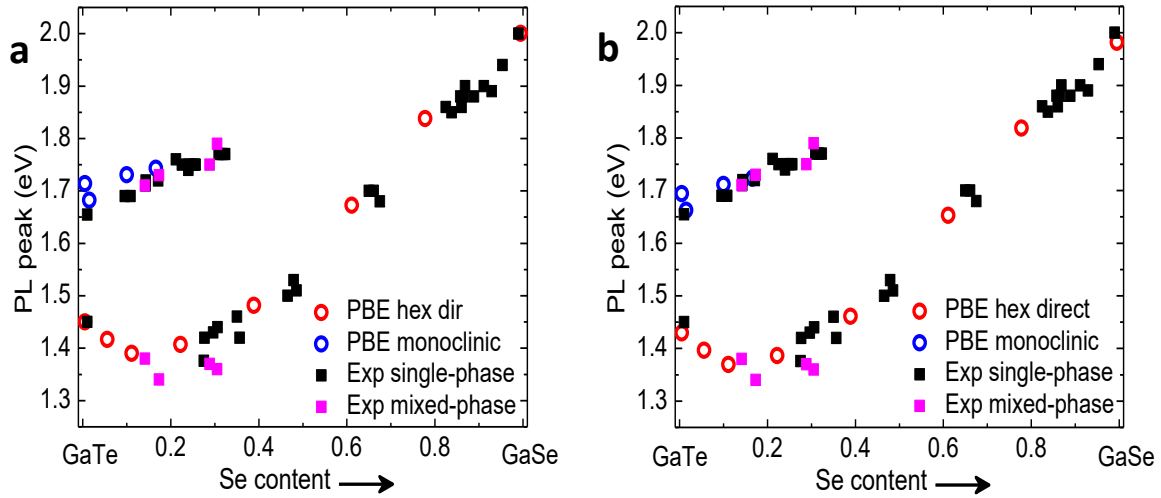 a
PL peak (eV)
2.0
1.9
1.8
1.7
1.6
1.5
1.4
1.3
PBE hex dir
PBE monoclinic
Exp single-phase
Exp mixed-phase
GaTe 0.2 0.4 0.6 0.8 GaSe
Se content
b
PL peak (eV)
2.0
1.9
1.8
1.7
1.6
1.5
1.4
1.3
PBE hex direct
PBE monoclinic
Exp single-phase
Exp mixed-phase
GaTe 0.2 0.4 0.6 0.8 GaSe
Se content